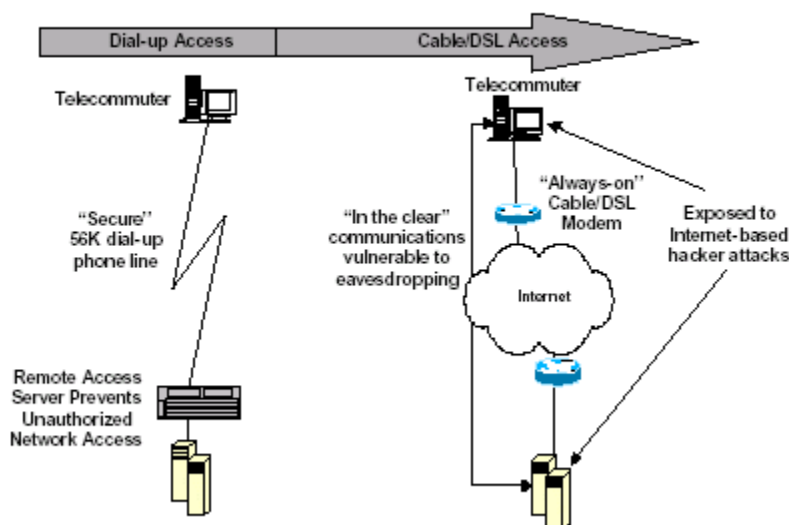 Dial-up Access
Cable/DSL Access
Telecommuter
Telecommuter
"Secure"
56K dial-up
phone line
"In the clear"
communications
vulnerable to
eavesdropping
"Always-on"
Cable/DSL
Modem
Exposed to
Internet-based
hacker attacks
Internet
Remote Access
Server Prevents
Unauthorized
Network Access